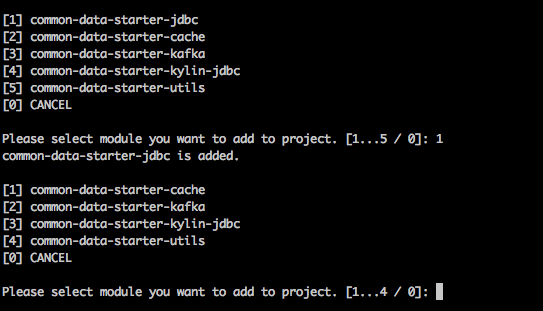 [1] common-data-starter-jdbc
[2] common-data-starter-cache
[3] common-data-starter-kafka
[4] common-data-starter-kylin-jdbc
[5] common-data-starter-utils
[0] CANCEL
Please select module you want to add to project. [1...5 / 0]: 1
common-data-starter-jdbc is added.
[1] common-data-starter-cache
[2] common-data-starter-kafka
[3] common-data-starter-kylin-jdbc
[4] common-data-starter-utils
[0] CANCEL
Please select module you want to add to project. [1...4 / 0]: